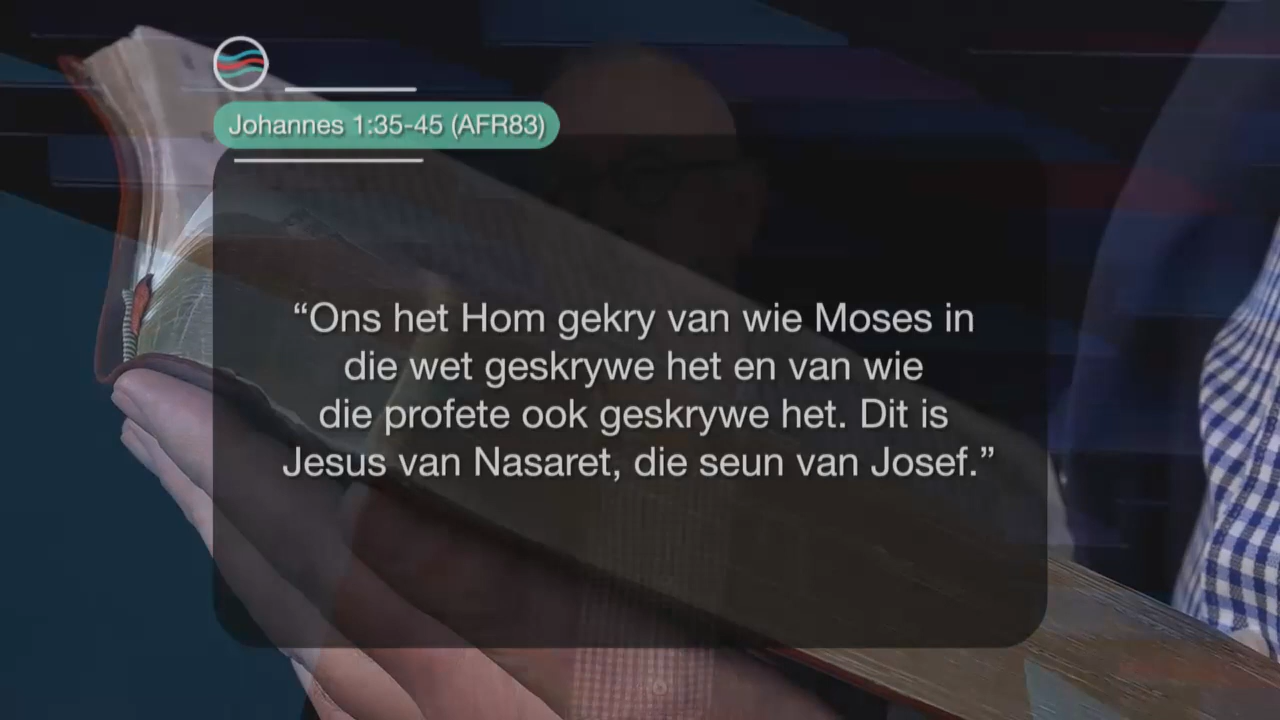 Johannes 1:35-45 (AFR83)
“Ons het Hom gekry van wie Moses in
die wet geskrywe het en van wie
die profete ook geskrywe het. Dit is
Jesus van Nasaret, die seun van Josef.”